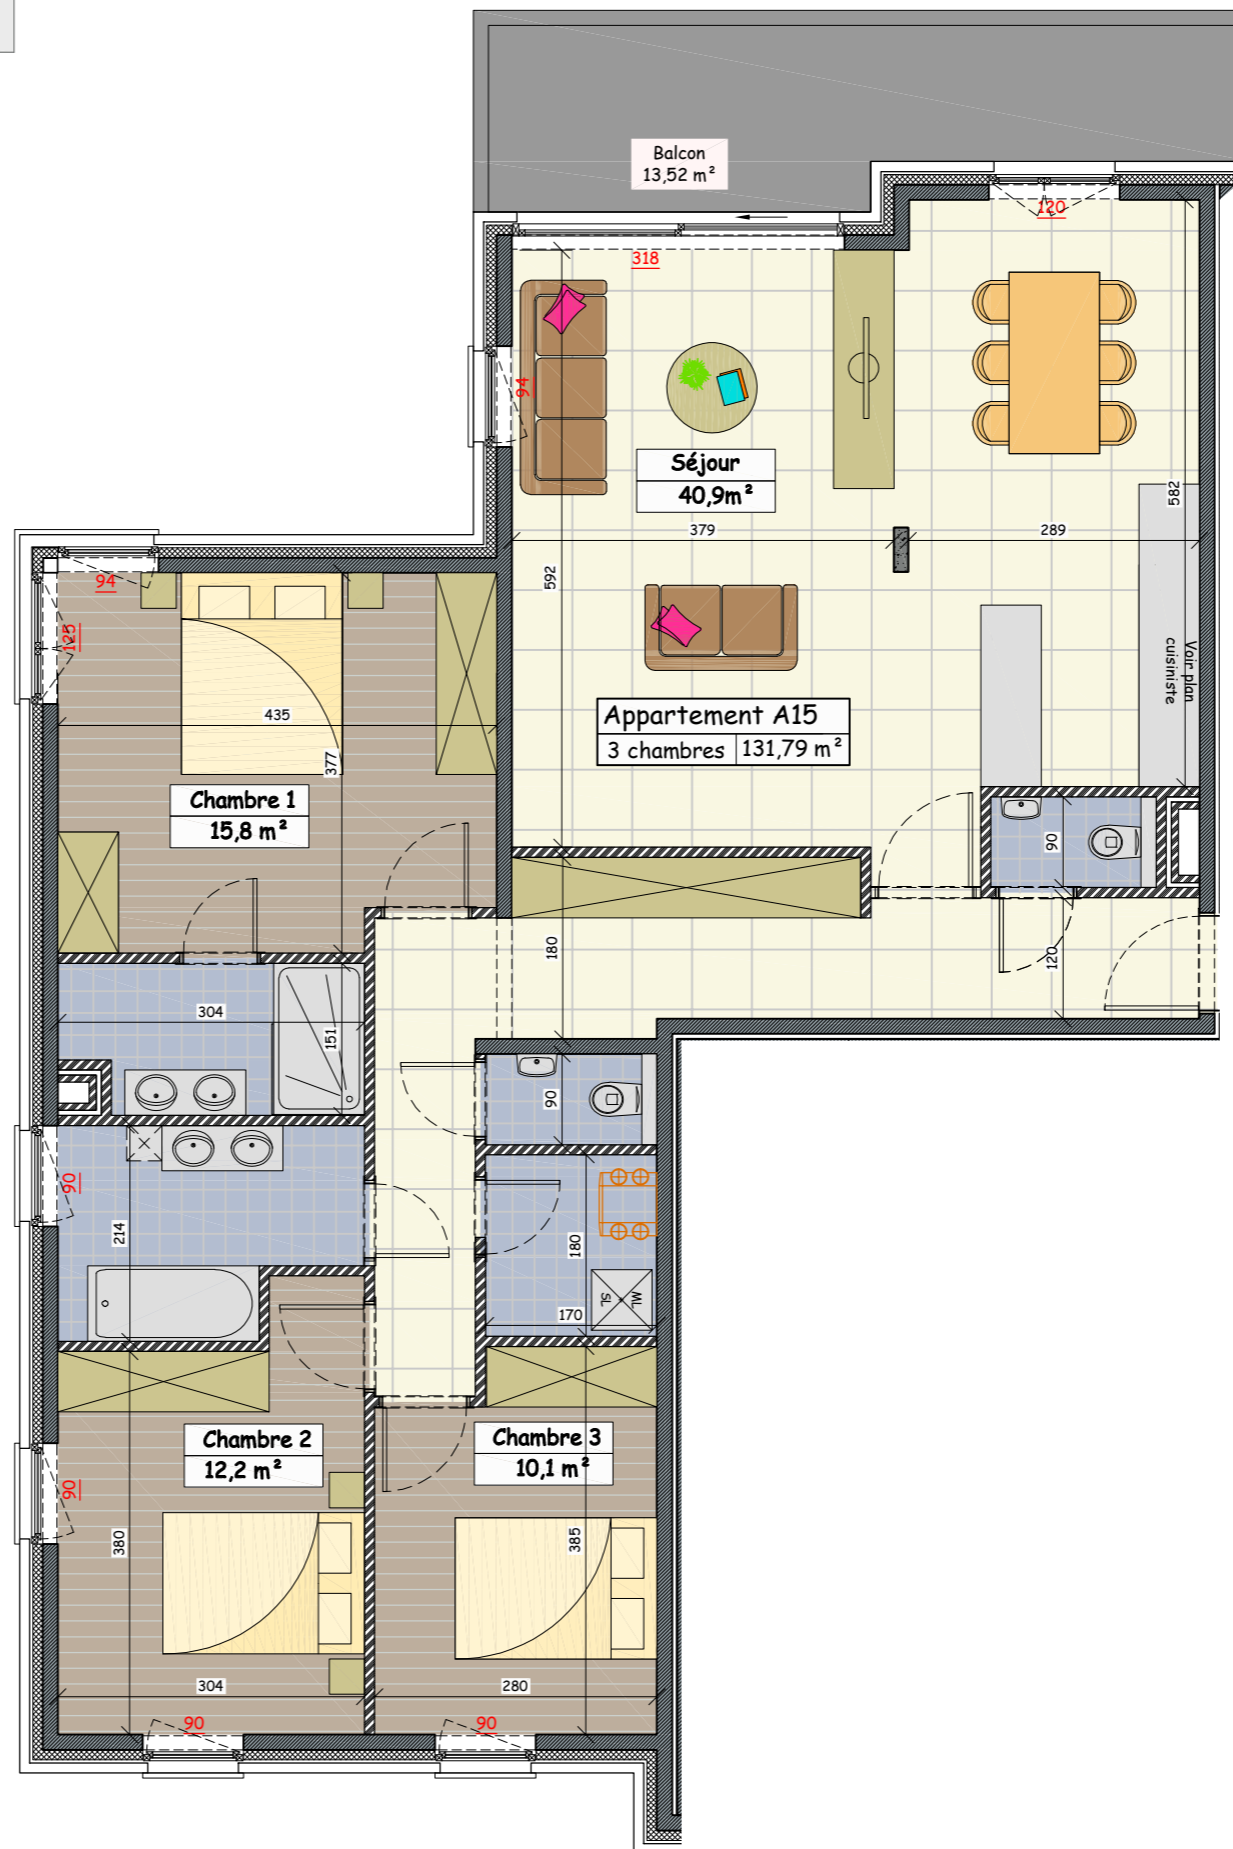 Balcon
13,52 m²
120
318
94
Séjour
40,9m²
582
379
289
592
94
125
Voir plan
cuisiniste
435
377
Appartement A15
3 chambres 131,79 m²
Chambre 1
15,8 m²
90
180
120
304
151
90
90
214
180
ML
SL
170
Chambre 2
12,2 m²
Chambre 3
10,1 m²
90
380
385
304
280
90
90